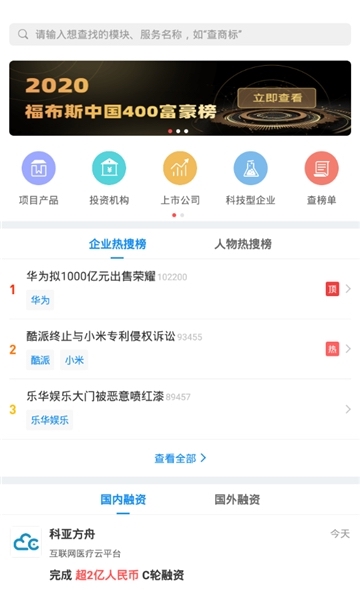 请输入想查找的模块、服务名称，如"查商标"
2020
福布斯中国400富豪榜
立即查看
项目产品 投资机构 上市公司 科技型企业 查榜单
企业热搜榜 人物热搜榜
1 华为拟1000亿元出售荣耀 102200 顶
华为
2 酷派终止与小米专利侵权诉讼 93455 热
酷派 小米
3 乐华娱乐大门被恶意喷红漆 89457
乐华娱乐
查看全部
国内融资 国外融资
科亚方舟 今天
互联网医疗云平台
完成 超2亿人民币 C轮融资